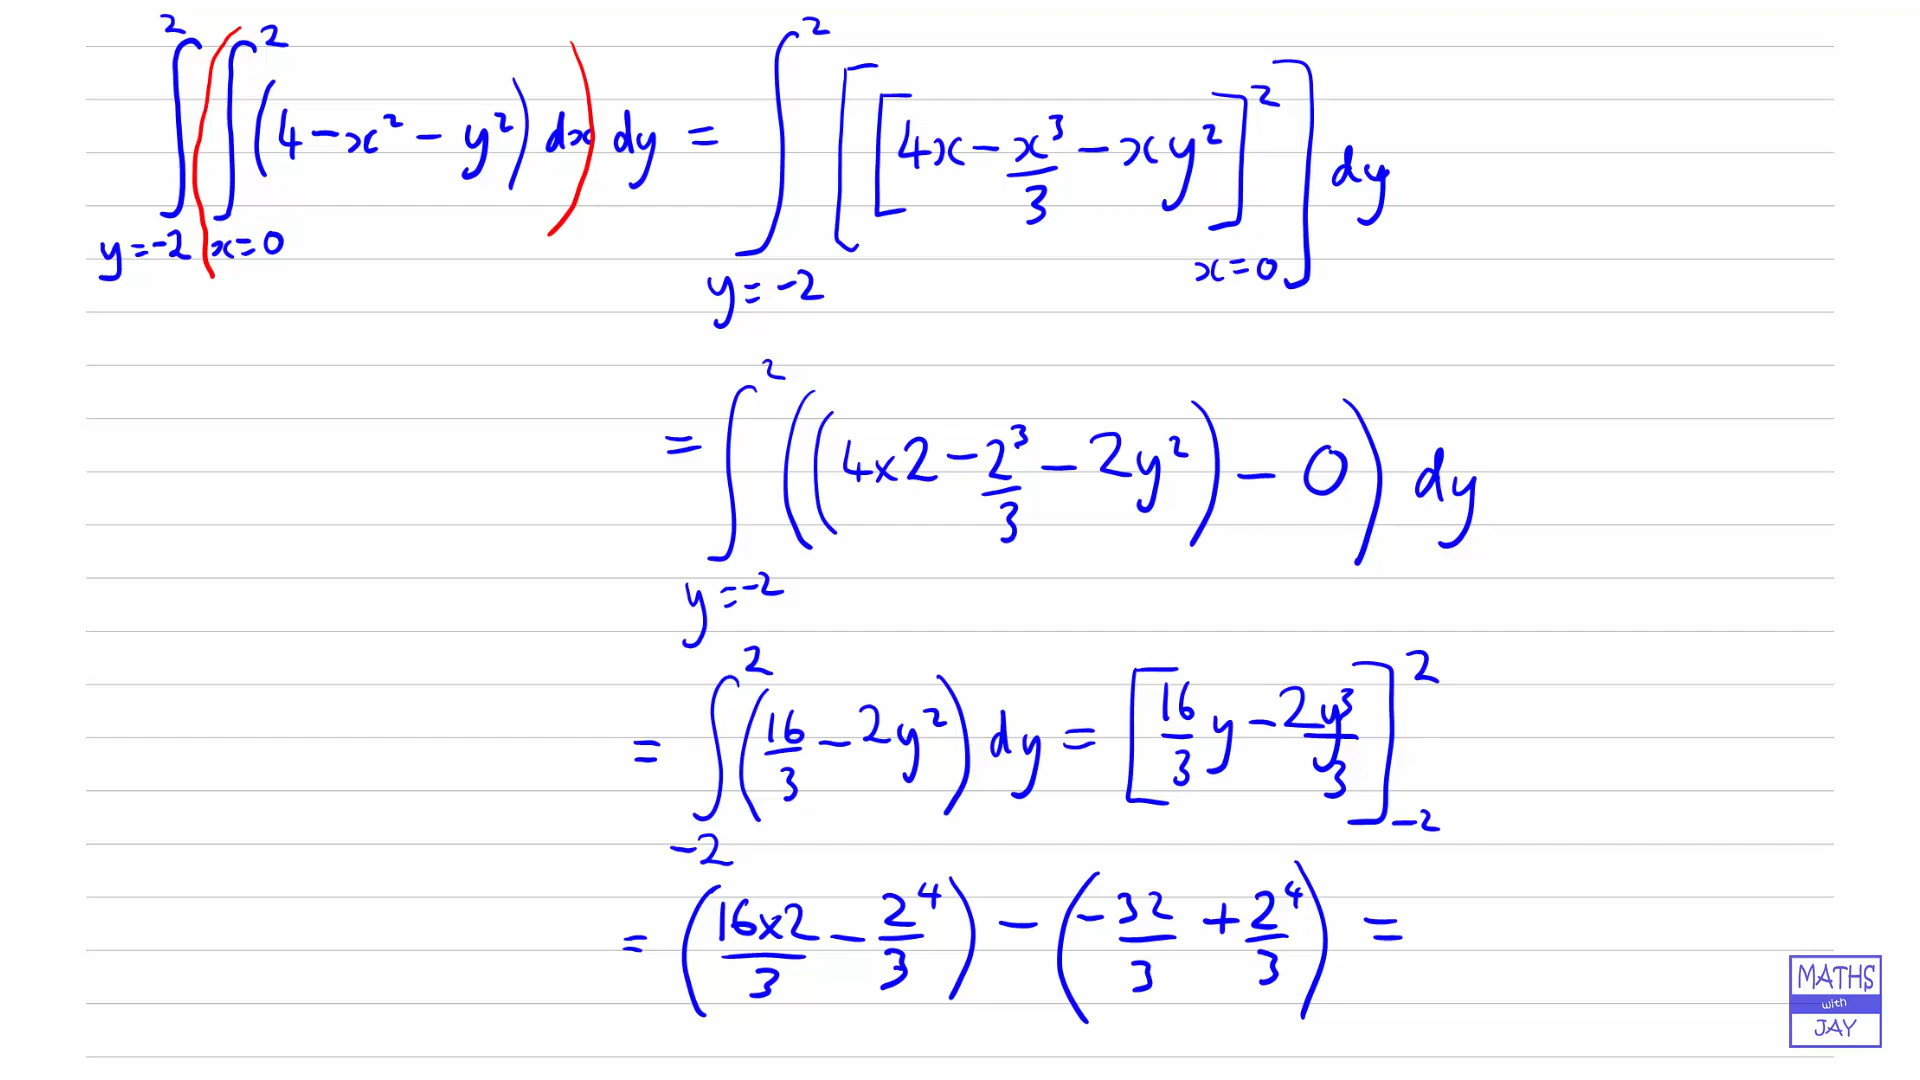 ∫_{y=-2}^{2} (∫_{x=0}^{2} (4 - x² - y²) dx) dy = ∫_{y=-2}^{2} [[4x - x³/3 - xy²]_{x=0}^{2}] dy
= ∫_{y=-2}^{2} ((4×2 - 2³/3 - 2y²) - 0) dy
= ∫_{-2}^{2} (16/3 - 2y²) dy = [16/3 y - 2y³/3]_{-2}^{2}
= (16×2/3 - 2⁴/3) - (-32/3 + 2⁴/3) =
MATHS
with
JAY